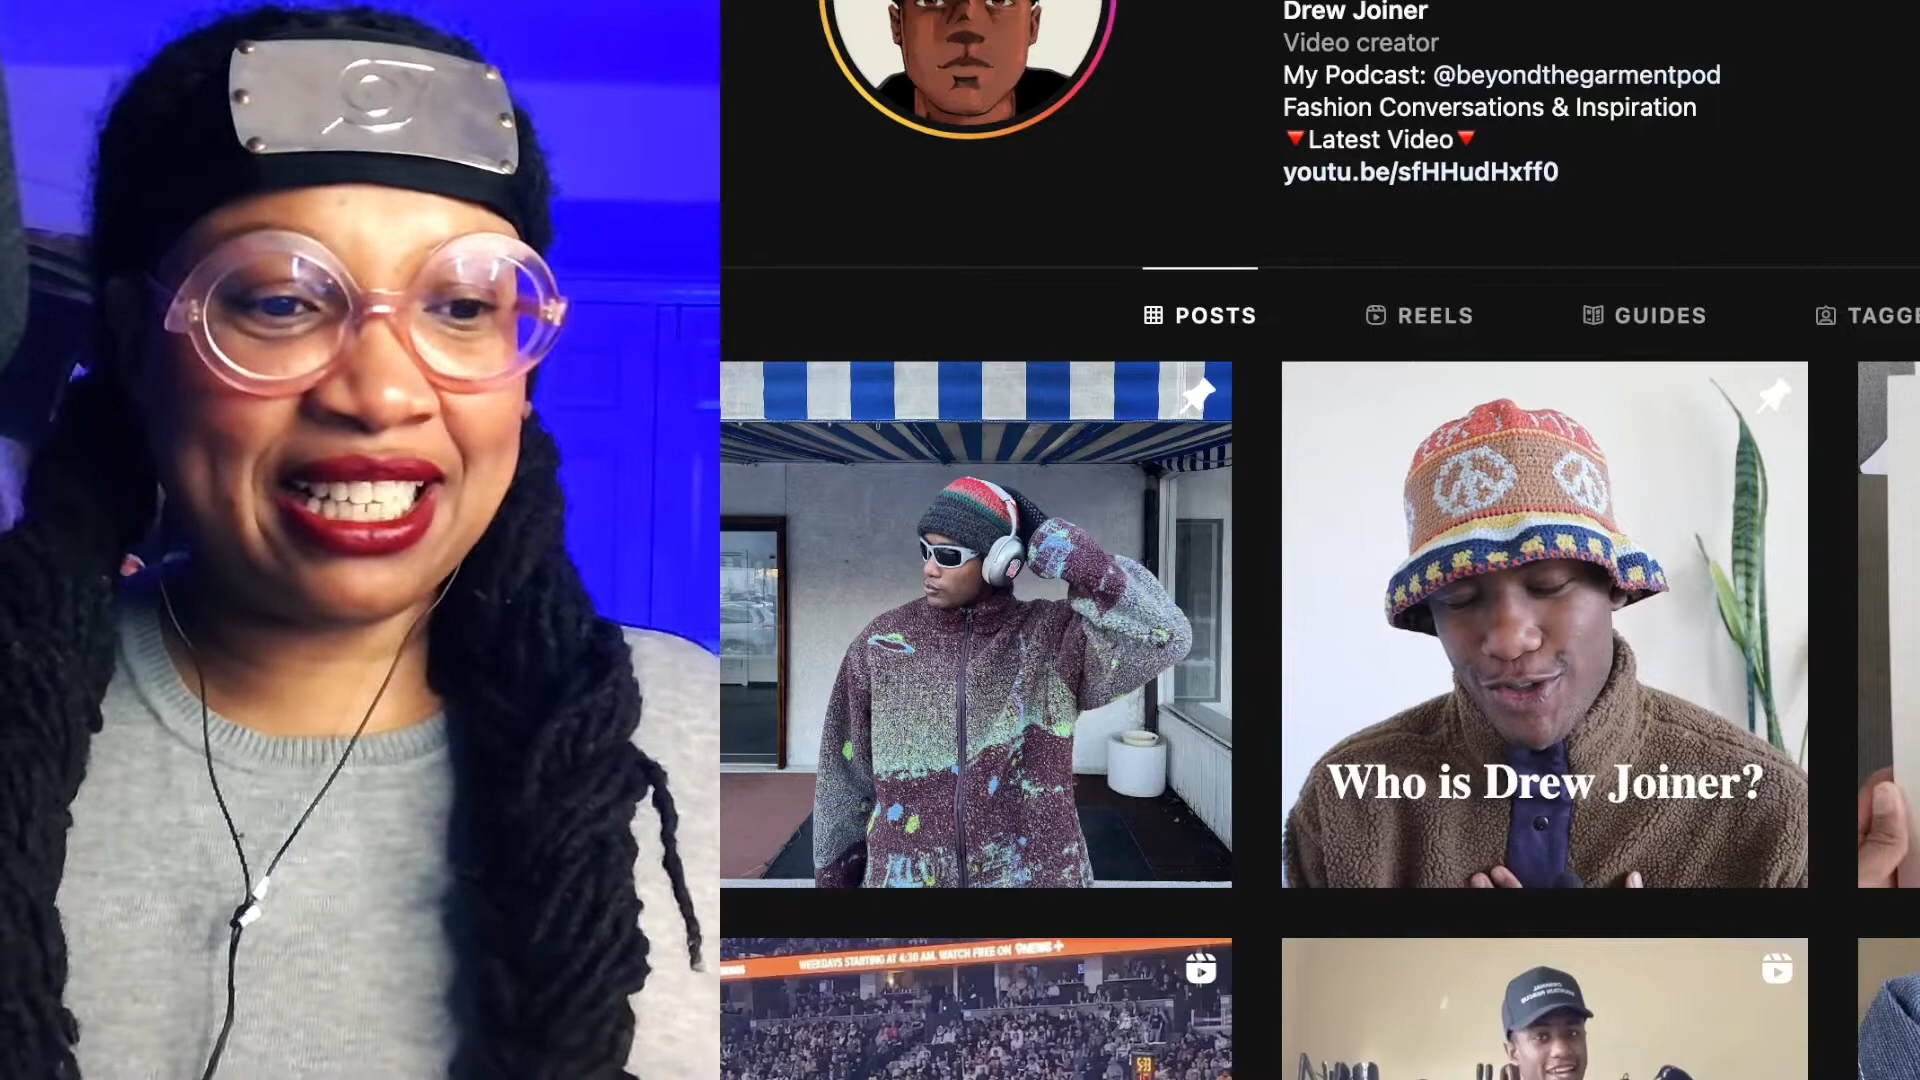 Drew Joiner
Video creator
My Podcast: @beyondthegarmentpod
Fashion Conversations & Inspiration
🔻Latest Video🔻
youtu.be/sfHHudHxff0
POSTS
REELS
GUIDES
TAGGE
Who is Drew Joiner?
WEEKDAYS STARTING AT 4:30 AM. WATCH FREE ON 9NEWS+